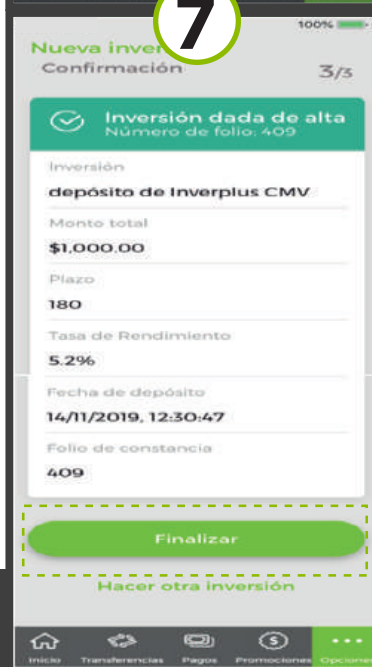 7
100%
Nueva inver
Confirmación
3/3
Inversión dada de alta
Número de folio: 409
Inversión
depósito de Inverplus CMV
Monto total
$1,000.00
Plazo
180
Tasa de Rendimiento
5.2%
Fecha de depósito
14/11/2019, 12:30:47
Folio de constancia
409
Finalizar
Hacer otra inversión
Inicio Transferencias Pagos Promociones Opciones